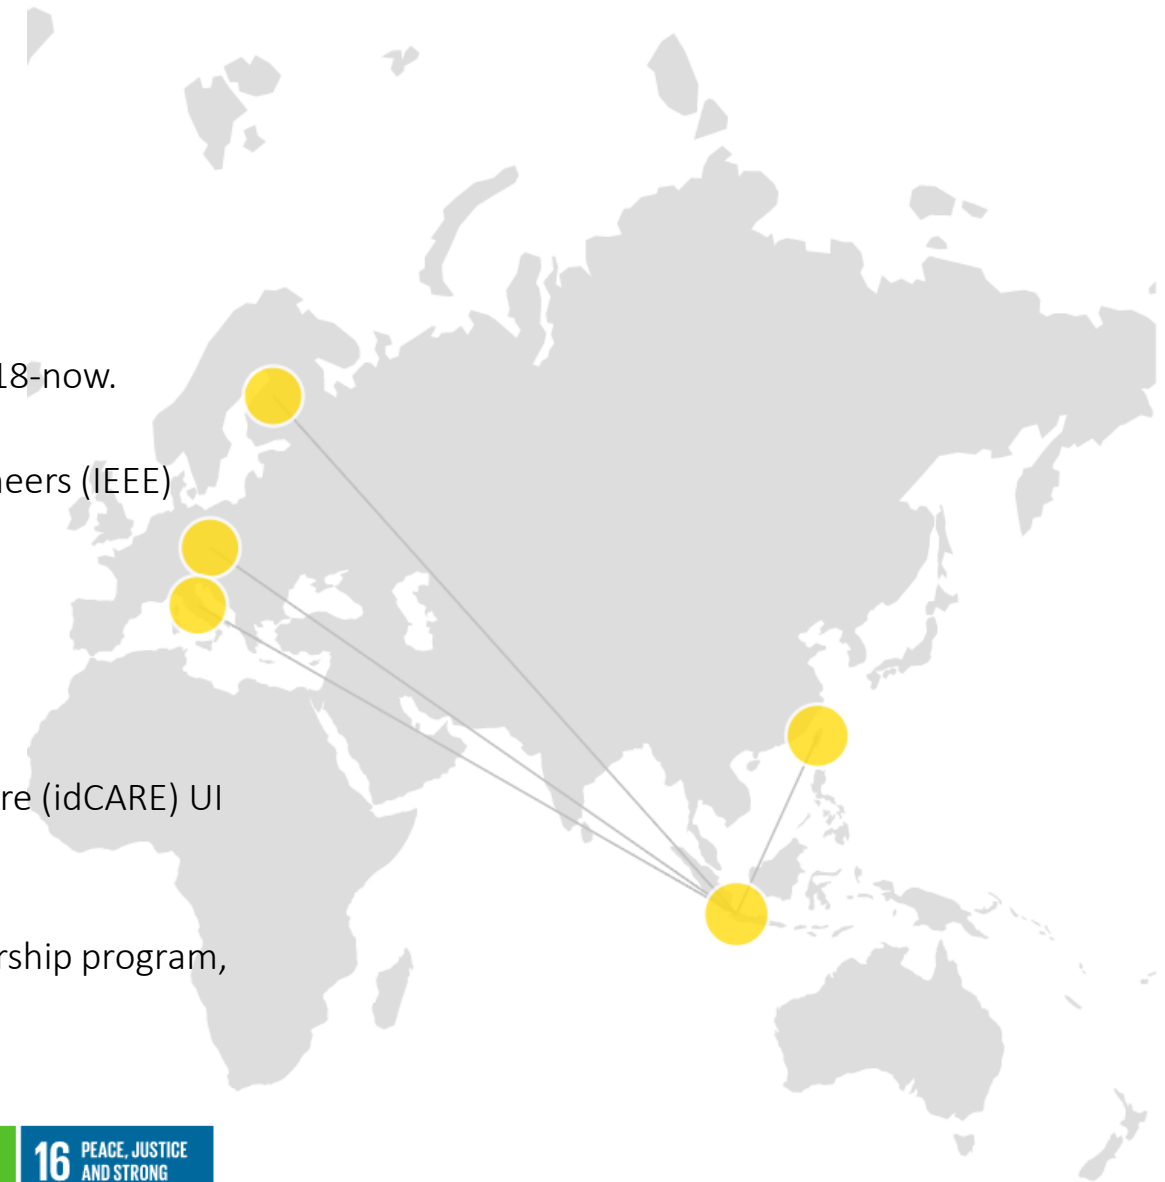 18-now.
neers (IEEE)
re (idCARE) UI
rship program,
16 PEACE, JUSTICE
AND STRONG